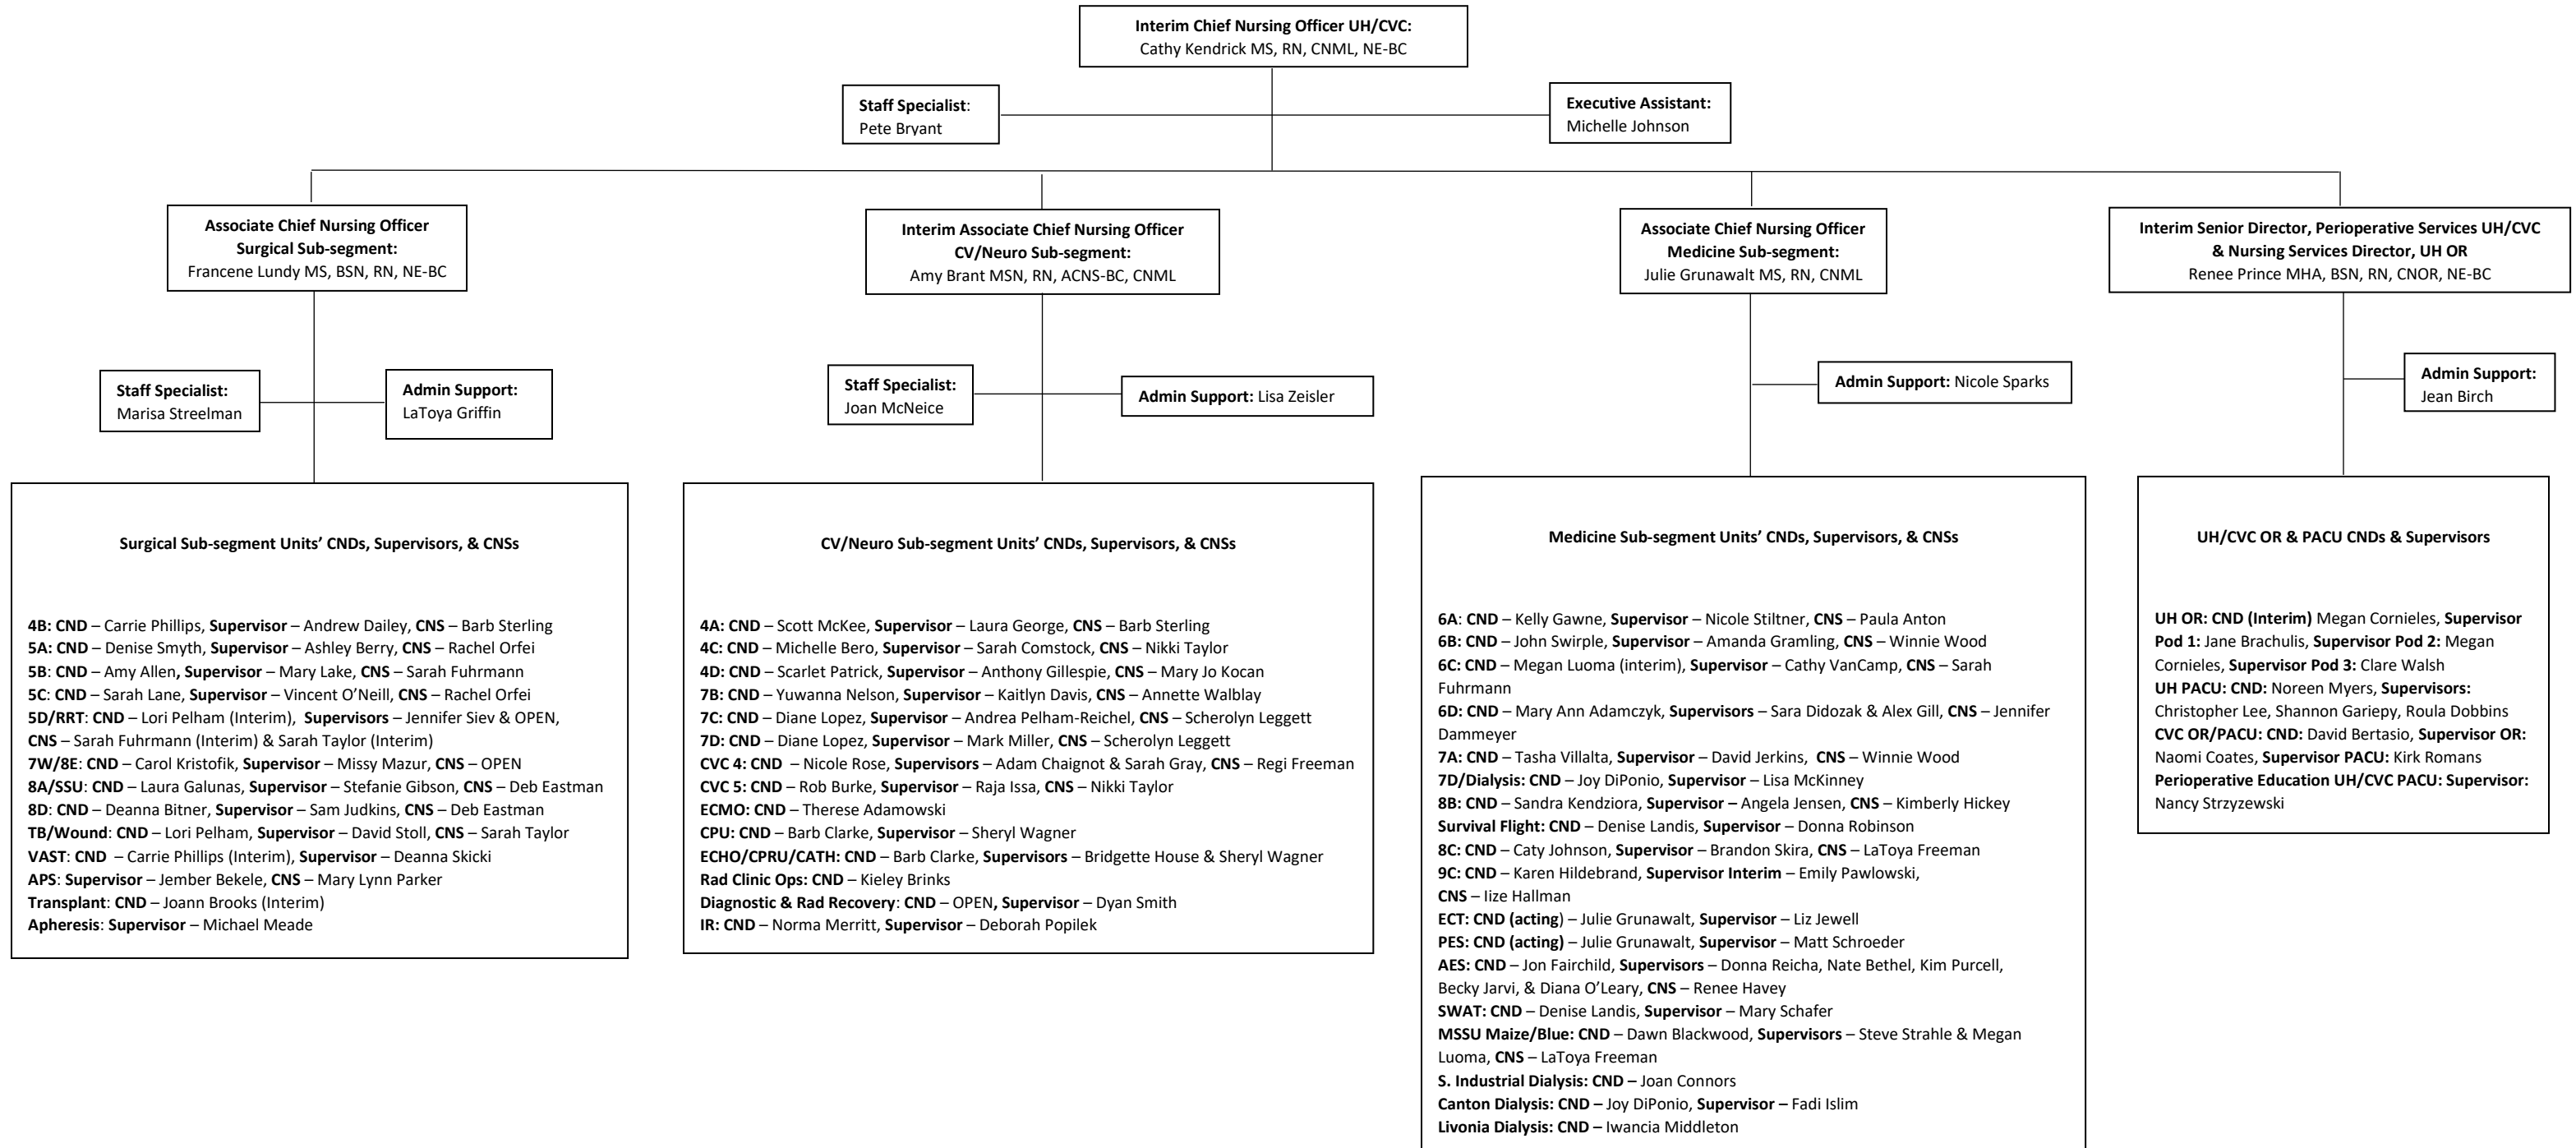 Interim Chief Nursing Officer UH/CVC:
Cathy Kendrick MS, RN, CNML, NE-BC
Staff Specialist:
Pete Bryant
Executive Assistant:
Michelle Johnson
Associate Chief Nursing Officer
Surgical Sub-segment:
Francene Lundy MS, BSN, RN, NE-BC
Interim Associate Chief Nursing Officer
CV/Neuro Sub-segment:
Amy Brant MSN, RN, ACNS-BC, CNML
Associate Chief Nursing Officer
Medicine Sub-segment:
Julie Grunawalt MS, RN, CNML
Interim Senior Director, Perioperative Services UH/CVC
& Nursing Services Director, UH OR
Renee Prince MHA, BSN, RN, CNOR, NE-BC
Staff Specialist:
Marisa Streelman
Admin Support:
LaToya Griffin
Staff Specialist:
Joan McNeice
Admin Support: Lisa Zeisler
Admin Support: Nicole Sparks
Admin Support:
Jean Birch
Surgical Sub-segment Units’ CNDs, Supervisors, & CNSs
4B: CND – Carrie Phillips, Supervisor – Andrew Dailey, CNS – Barb Sterling
5A: CND – Denise Smyth, Supervisor – Ashley Berry, CNS – Rachel Orfei
5B: CND – Amy Allen, Supervisor – Mary Lake, CNS – Sarah Fuhrmann
5C: CND – Sarah Lane, Supervisor – Vincent O’Neill, CNS – Rachel Orfei
5D/RRT: CND – Lori Pelham (Interim), Supervisors – Jennifer Siev & OPEN,
CNS – Sarah Fuhrmann (Interim) & Sarah Taylor (Interim)
7W/8E: CND – Carol Kristofik, Supervisor – Missy Mazur, CNS – OPEN
8A/SSU: CND – Laura Galunas, Supervisor – Stefanie Gibson, CNS – Deb Eastman
8D: CND – Deanna Bitner, Supervisor – Sam Judkins, CNS – Deb Eastman
TB/Wound: CND – Lori Pelham, Supervisor – David Stoll, CNS – Sarah Taylor
VAST: CND – Carrie Phillips (Interim), Supervisor – Deanna Skicki
APS: Supervisor – Jember Bekele, CNS – Mary Lynn Parker
Transplant: CND – Joann Brooks (Interim)
Apheresis: Supervisor – Michael Meade
CV/Neuro Sub-segment Units’ CNDs, Supervisors, & CNSs
4A: CND – Scott McKee, Supervisor – Laura George, CNS – Barb Sterling
4C: CND – Michelle Bero, Supervisor – Sarah Comstock, CNS – Nikki Taylor
4D: CND – Scarlet Patrick, Supervisor – Anthony Gillespie, CNS – Mary Jo Kocan
7B: CND – Yuwanna Nelson, Supervisor – Kaitlyn Davis, CNS – Annette Walblay
7C: CND – Diane Lopez, Supervisor – Andrea Pelham-Reichel, CNS – Scherolyn Leggett
7D: CND – Diane Lopez, Supervisor – Mark Miller, CNS – Scherolyn Leggett
CVC 4: CND – Nicole Rose, Supervisors – Adam Chaignot & Sarah Gray, CNS – Regi Freeman
CVC 5: CND – Rob Burke, Supervisor – Raja Issa, CNS – Nikki Taylor
ECMO: CND – Therese Adamowski
CPU: CND – Barb Clarke, Supervisor – Sheryl Wagner
ECHO/CPRU/CATH: CND – Barb Clarke, Supervisors – Bridgette House & Sheryl Wagner
Rad Clinic Ops: CND – Kieley Brinks
Diagnostic & Rad Recovery: CND – OPEN, Supervisor – Dyan Smith
IR: CND – Norma Merritt, Supervisor – Deborah Popilek
Medicine Sub-segment Units’ CNDs, Supervisors, & CNSs
6A: CND – Kelly Gawne, Supervisor – Nicole Stiltner, CNS – Paula Anton
6B: CND – John Swirple, Supervisor – Amanda Gramling, CNS – Winnie Wood
6C: CND – Megan Luoma (interim), Supervisor – Cathy VanCamp, CNS – Sarah
Fuhrmann
6D: CND – Mary Ann Adamczyk, Supervisors – Sara Didozak & Alex Gill, CNS – Jennifer
Dammeyer
7A: CND – Tasha Villalta, Supervisor – David Jerkins, CNS – Winnie Wood
7D/Dialysis: CND – Joy DiPonio, Supervisor – Lisa McKinney
8B: CND – Sandra Kendziora, Supervisor – Angela Jensen, CNS – Kimberly Hickey
Survival Flight: CND – Denise Landis, Supervisor – Donna Robinson
8C: CND – Caty Johnson, Supervisor – Brandon Skira, CNS – LaToya Freeman
9C: CND – Karen Hildebrand, Supervisor Interim – Emily Pawlowski,
CNS – Iize Hallman
ECT: CND (acting) – Julie Grunawalt, Supervisor – Liz Jewell
PES: CND (acting) – Julie Grunawalt, Supervisor – Matt Schroeder
AES: CND – Jon Fairchild, Supervisors – Donna Reicha, Nate Bethel, Kim Purcell,
Becky Jarvi, & Diana O’Leary, CNS – Renee Havey
SWAT: CND – Denise Landis, Supervisor – Mary Schafer
MSSU Maize/Blue: CND – Dawn Blackwood, Supervisors – Steve Strahle & Megan
Luoma, CNS – LaToya Freeman
S. Industrial Dialysis: CND – Joan Connors
Canton Dialysis: CND – Joy DiPonio, Supervisor – Fadi Islim
Livonia Dialysis: CND – Iwancia Middleton
UH/CVC OR & PACU CNDs & Supervisors
UH OR: CND (Interim) Megan Cornieles, Supervisor
Pod 1: Jane Brachulis, Supervisor Pod 2: Megan
Cornieles, Supervisor Pod 3: Clare Walsh
UH PACU: CND: Noreen Myers, Supervisors:
Christopher Lee, Shannon Gariepy, Roula Dobbins
CVC OR/PACU: CND: David Bertasio, Supervisor OR:
Naomi Coates, Supervisor PACU: Kirk Romans
Perioperative Education UH/CVC PACU: Supervisor:
Nancy Strzyzewski